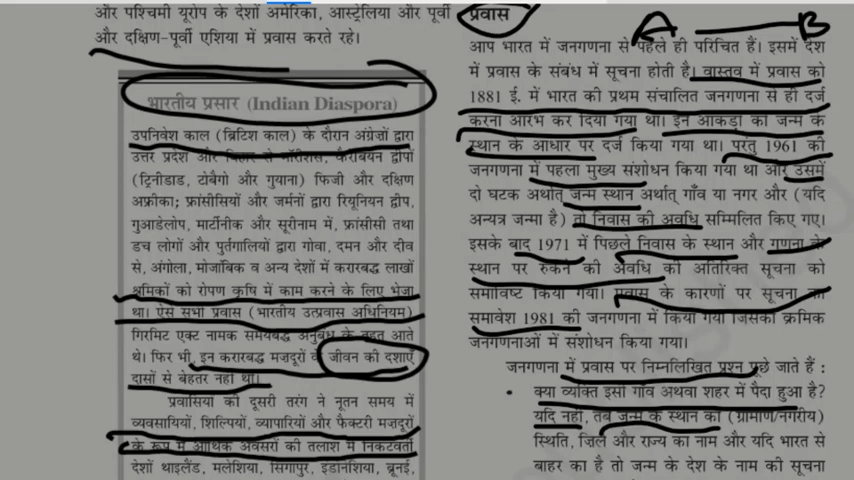 और पश्चिमी यूरोप के देशों अमेरिका, आस्ट्रेलिया और पूर्वी
और दक्षिण-पूर्वी एशिया में प्रवास करते रहे।
भारतीय प्रसार (Indian Diaspora)
उपनिवेश काल (ब्रिटिश काल) के दौरान अंग्रेजों द्वारा
उत्तर प्रदेश और बिहार से मॉरीशस, कैरीबियन द्वीपों
(ट्रिनीडाड, टोबैगो और गुयाना) फिजी और दक्षिण
अफ्रीका; फ्रांसीसियों और जर्मनों द्वारा रियूनियन द्वीप,
गुआडेलोप, मार्टीनीक और सूरीनाम में, फ्रांसीसी तथा
डच लोगों और पुर्तगालियों द्वारा गोवा, दमन और दीव
से, अंगोला, मोजांबिक व अन्य देशों में करारबद्ध लाखों
श्रमिकों को रोपण कृषि में काम करने के लिए भेजा
था। ऐसे सभी प्रवास (भारतीय उत्प्रवास अधिनियम)
गिरमिट एक्ट नामक समयबद्ध अनुबंध के बहुत आते
थे। फिर भी, इन करारबद्ध मजदूरों की जीवन की दशाएँ
दासों से बेहतर नहीं थीं।
प्रवासियों की दूसरी तरंग ने नूतन समय में
व्यवसायियों, शिल्पियों, व्यापारियों और फैक्टरी मजदूरों
के रूप में आर्थिक अवसरों की तलाश में निकटवर्ती
देशों थाइलैंड, मलेशिया, सिंगापुर, इंडोनेशिया, ब्रूनई,
प्रवास
A B
आप भारत में जनगणना से पहले ही परिचित हैं। इसमें देश
में प्रवास के संबंध में सूचना होती है। वास्तव में प्रवास को
1881 ई. में भारत की प्रथम संचालित जनगणना से ही दर्ज
करना आरंभ कर दिया गया था। इन आंकड़ों को जन्म के
स्थान के आधार पर दर्ज किया गया था। परंतु 1961 की
जनगणना में पहला मुख्य संशोधन किया गया था और उसमें
दो घटक अर्थात् जन्म स्थान अर्थात् गाँव या नगर और (यदि
अन्यत्र जन्मा है) तो निवास की अवधि सम्मिलित किए गए।
इसके बाद 1971 में पिछले निवास के स्थान और गणना के
स्थान पर रुकने की अवधि की अतिरिक्त सूचना को
समाविष्ट किया गया। प्रवास के कारणों पर सूचना का
समावेश 1981 की जनगणना में किया गया जिसका क्रमिक
जनगणनाओं में संशोधन किया गया।
जनगणना में प्रवास पर निम्नलिखित प्रश्न पूछे जाते हैं :
• क्या व्यक्ति इसी गाँव अथवा शहर में पैदा हुआ है?
यदि नहीं, तब जन्म के स्थान की (ग्रामीण/नगरीय)
स्थिति, ज़िले और राज्य का नाम और यदि भारत से
बाहर का है तो जन्म के देश के नाम की सूचना